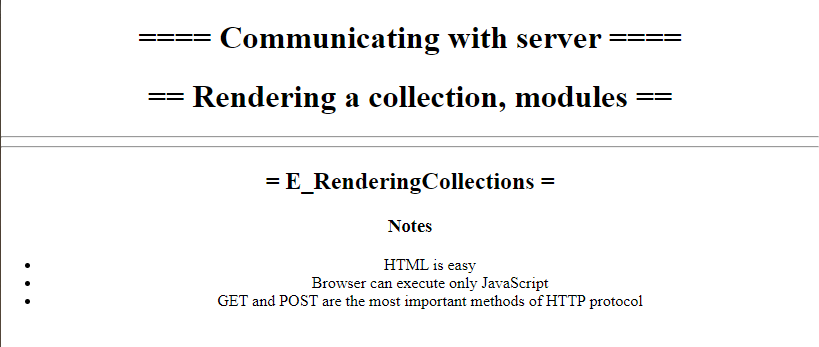 ==== Communicating with server ====
== Rendering a collection, modules ==
= E_RenderingCollections =
Notes
HTML is easy
Browser can execute only JavaScript
GET and POST are the most important methods of HTTP protocol